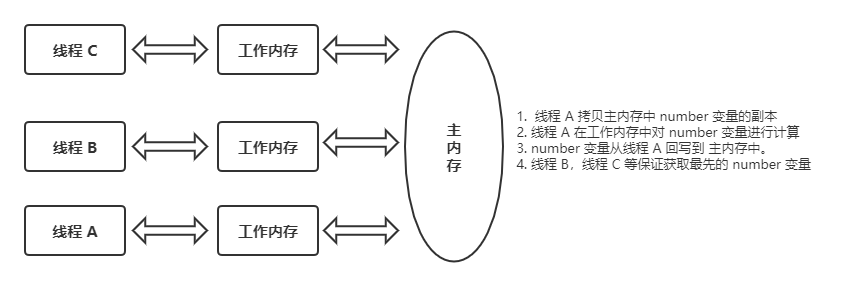 线程 C
工作内存
线程 B
工作内存
线程 A
工作内存
主
内
存
1. 线程 A 拷贝主内存中 number 变量的副本
2. 线程 A 在工作内存中对 number 变量进行计算
3. number 变量从线程 A 回写到 主内存中。
4. 线程 B，线程 C 等保证获取最先的 number 变量